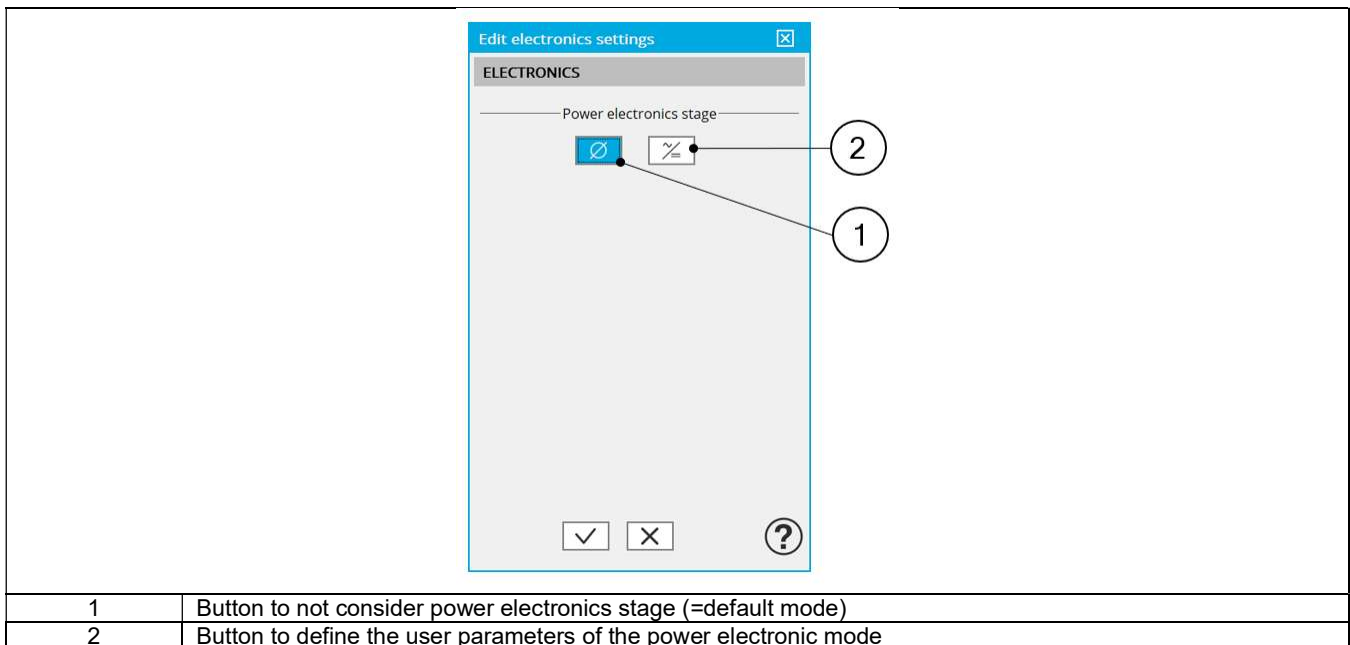 Edit electronics settings
ELECTRONICS
Power electronics stage
2
1
?
1 Button to not consider power electronics stage (=default mode)
2 Button to define the user parameters of the power electronic mode